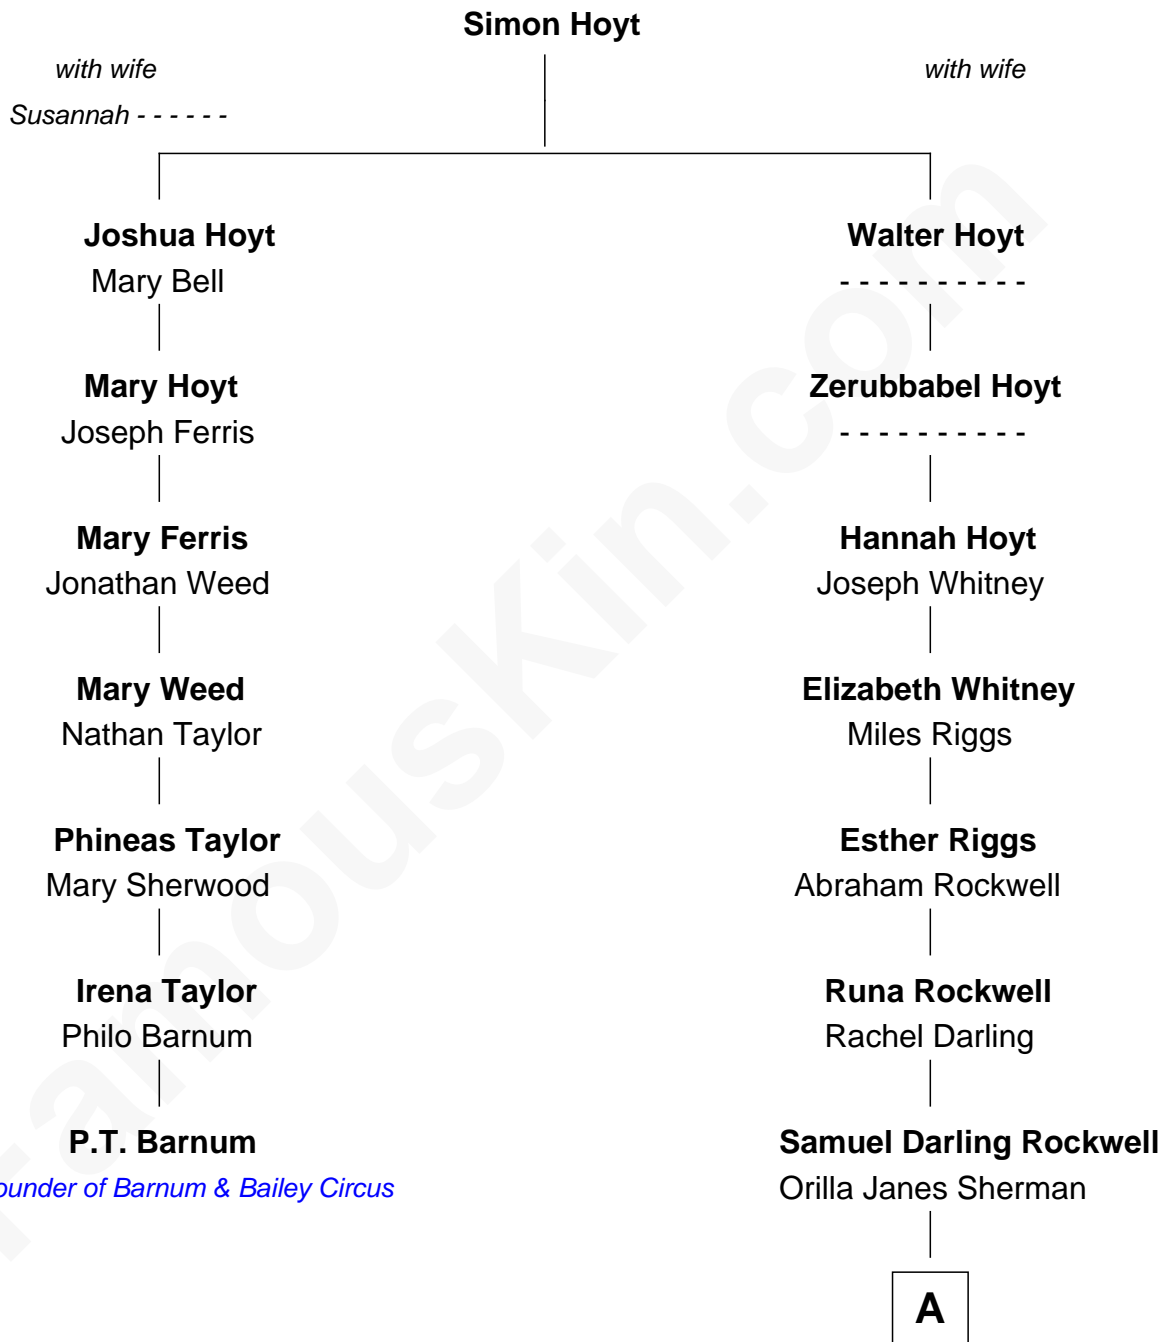 Simon Hoyt
with wife
with wife
Susannah - - - - - -
Joshua Hoyt
Mary Bell
Walter Hoyt
- - - - - - - - - -
Mary Hoyt
Joseph Ferris
Zerubbabel Hoyt
- - - - - - - - - -
Mary Ferris
Jonathan Weed
Hannah Hoyt
Joseph Whitney
Mary Weed
Nathan Taylor
Elizabeth Whitney
Miles Riggs
Phineas Taylor
Mary Sherwood
Esther Riggs
Abraham Rockwell
Irena Taylor
Philo Barnum
Runa Rockwell
Rachel Darling
P.T. Barnum
ounder of Barnum & Bailey Circus
Samuel Darling Rockwell
Orilla Janes Sherman
A
FamousKin.com